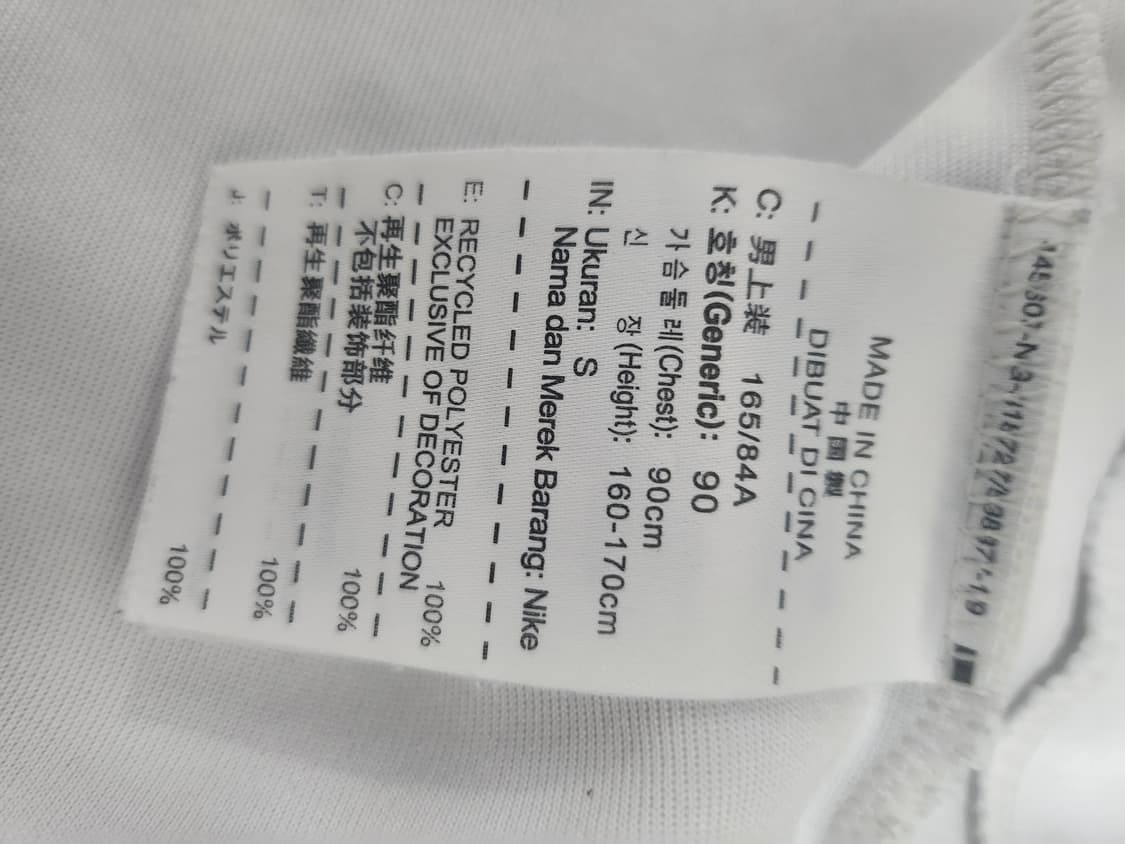 MADE IN CHINA
中國製
DIBUAT DI CINA
C: 男上装 165/84A
K: 호칭(Generic): 90
가슴둘레(Chest): 90cm
신 장(Height): 160-170cm
IN: Ukuran: S
Nama dan Merek Barang: Nike
E: RECYCLED POLYESTER 100%
EXCLUSIVE OF DECORATION
C: 再生聚酯纤维 100%
不包括装饰部分
T: 再生聚酯纖維 100%
J: ポリエステル 100%